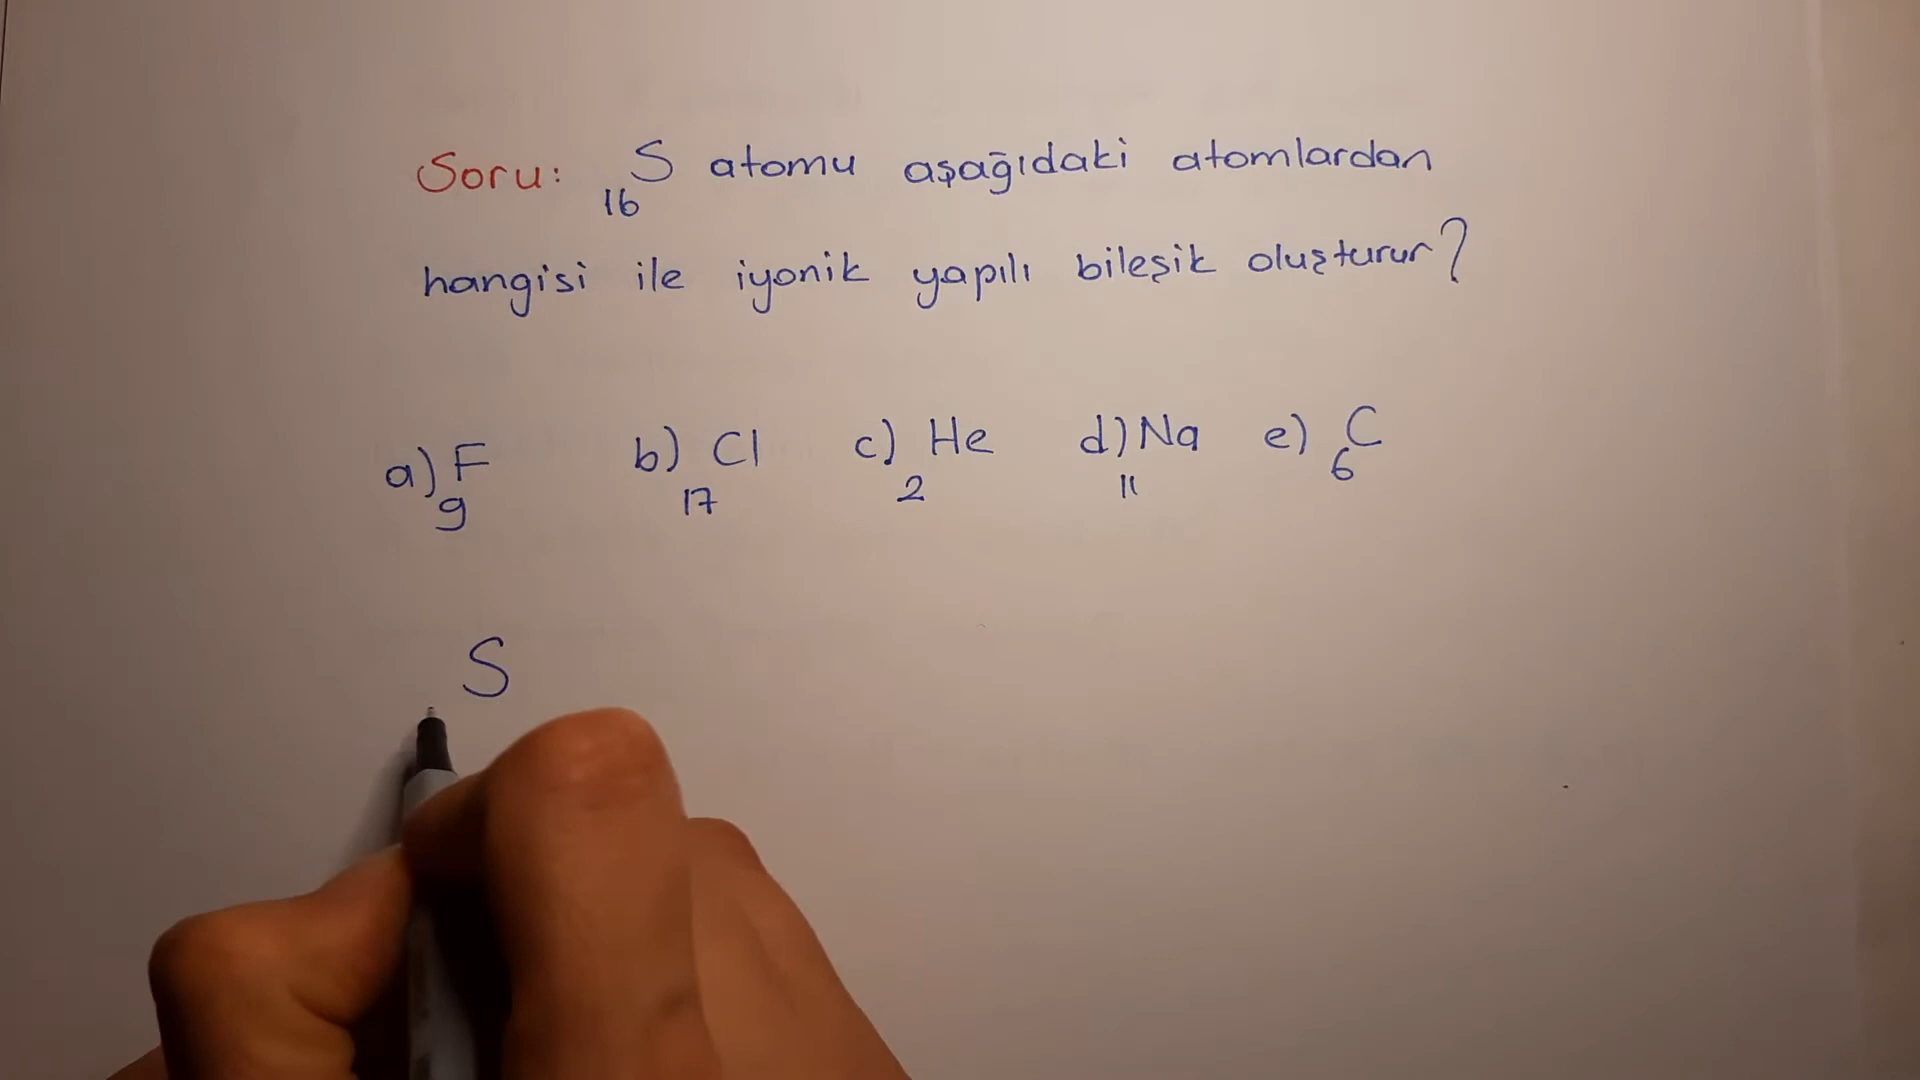 Soru: 16S atomu aşağıdaki atomlardan
hangisi ile iyonik yapılı bileşik oluşturur?
a) 9F b) 17Cl c) 2He d) 11Na e) 6C
S